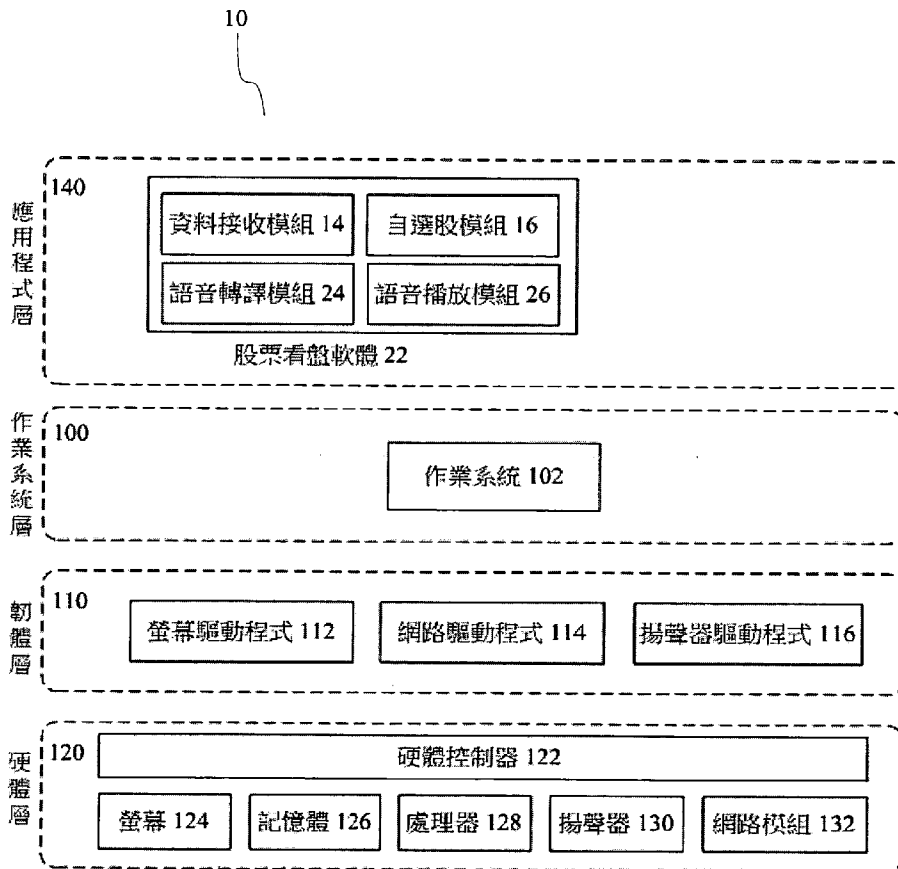 10
應用程式層
140
資料接收模組 14
自選股模組 16
語音轉譯模組 24
語音播放模組 26
股票看盤軟體 22
作業系統層
100
作業系統 102
韌體層
110
螢幕驅動程式 112
網路驅動程式 114
揚聲器驅動程式 116
硬體層
120
硬體控制器 122
螢幕 124
記憶體 126
處理器 128
揚聲器 130
網路模組 132